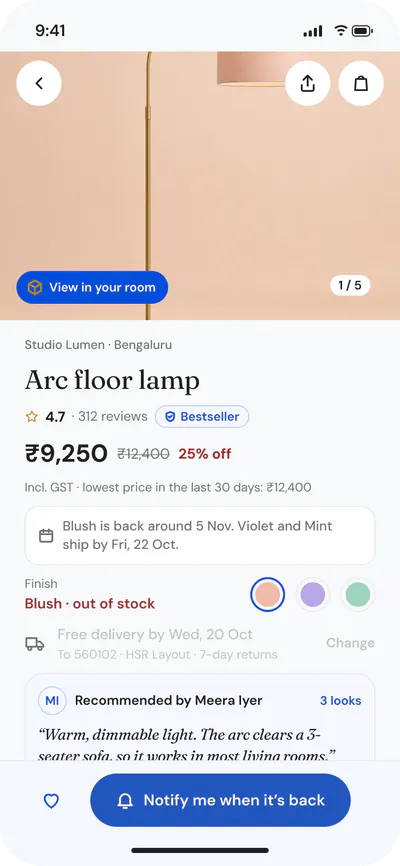 9:41
View in your room
1 / 5
Studio Lumen · Bengaluru
Arc floor lamp
4.7 · 312 reviews Bestseller
₹9,250 ₹12,400 25% off
Incl. GST · lowest price in the last 30 days: ₹12,400
Blush is back around 5 Nov. Violet and Mint
ship by Fri, 22 Oct.
Finish
Blush · out of stock
Free delivery by Wed, 20 Oct
To 560102 · HSR Layout · 7-day returns
Change
MI Recommended by Meera Iyer 3 looks
“Warm, dimmable light. The arc clears a 3-
seater sofa, so it works in most living rooms.”
Notify me when it’s back